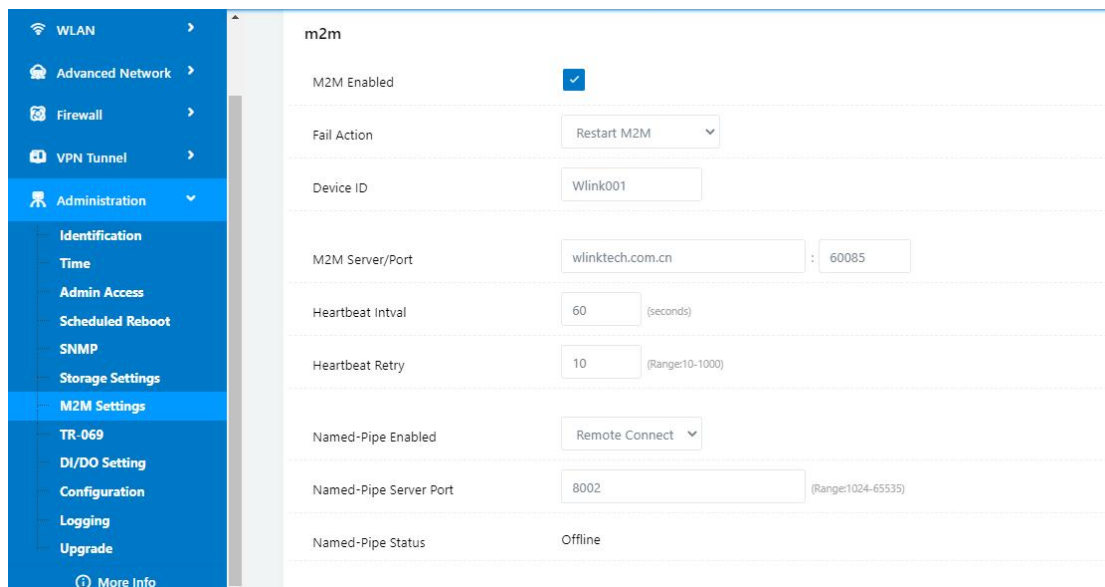 WLAN
Advanced Network
Firewall
VPN Tunnel
Administration
Identification
Time
Admin Access
Scheduled Reboot
SNMP
Storage Settings
M2M Settings
TR-069
DI/DO Setting
Configuration
Logging
Upgrade
More Info
m2m
M2M Enabled
Fail Action Restart M2M
Device ID Wlink001
M2M Server/Port wlinktech.com.cn : 60085
Heartbeat Intval 60 (seconds)
Heartbeat Retry 10 (Range:10-1000)
Named-Pipe Enabled Remote Connect
Named-Pipe Server Port 8002 (Range:1024-65535)
Named-Pipe Status Offline